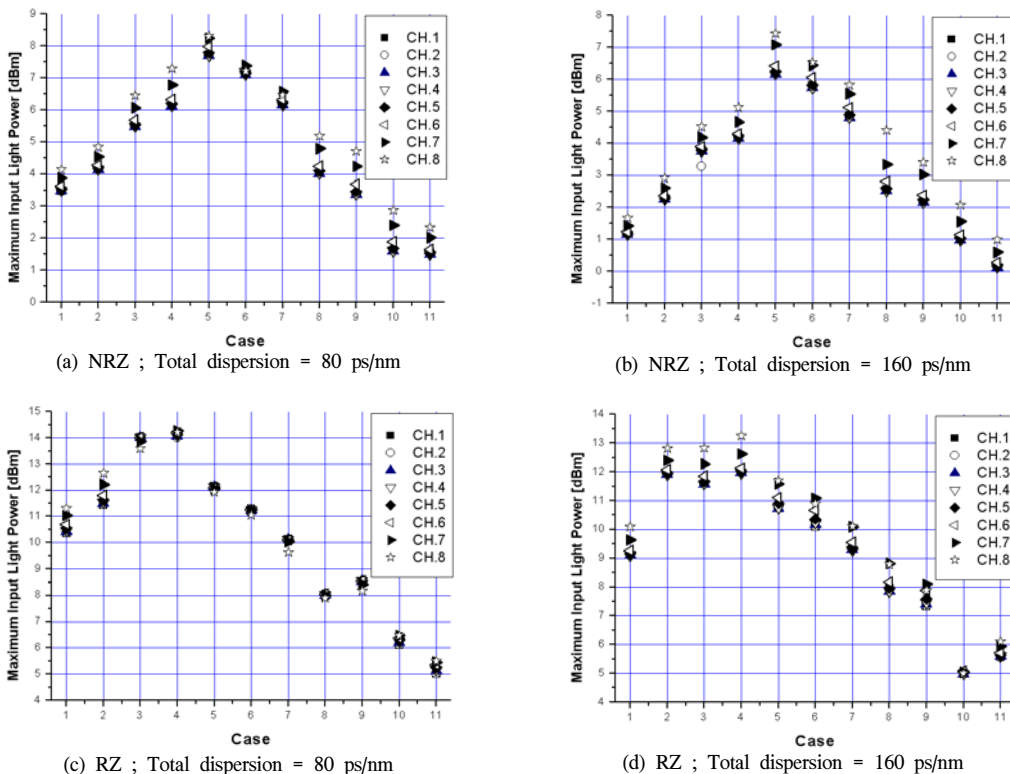 Maximum Input Light Power [dBm]
9
8
7
6
5
4
3
2
1
0
1 2 3 4 5 6 7 8 9 10 11
Case
CH.1
CH.2
CH.3
CH.4
CH.5
CH.6
CH.7
CH.8
(a) NRZ ; Total dispersion = 80 ps/nm
Maximum Input Light Power [dBm]
8
7
6
5
4
3
2
1
0
-1
1 2 3 4 5 6 7 8 9 10 11
Case
CH.1
CH.2
CH.3
CH.4
CH.5
CH.6
CH.7
CH.8
(b) NRZ ; Total dispersion = 160 ps/nm
Maximum Input Light Power [dBm]
15
14
13
12
11
10
9
8
7
6
5
4
1 2 3 4 5 6 7 8 9 10 11
Case
CH.1
CH.2
CH.3
CH.4
CH.5
CH.6
CH.7
CH.8
(c) RZ ; Total dispersion = 80 ps/nm
Maximum Input Light Power [dBm]
14
13
12
11
10
9
8
7
6
5
4
1 2 3 4 5 6 7 8 9 10 11
Case
CH.1
CH.2
CH.3
CH.4
CH.5
CH.6
CH.7
CH.8
(d) RZ ; Total dispersion = 160 ps/nm